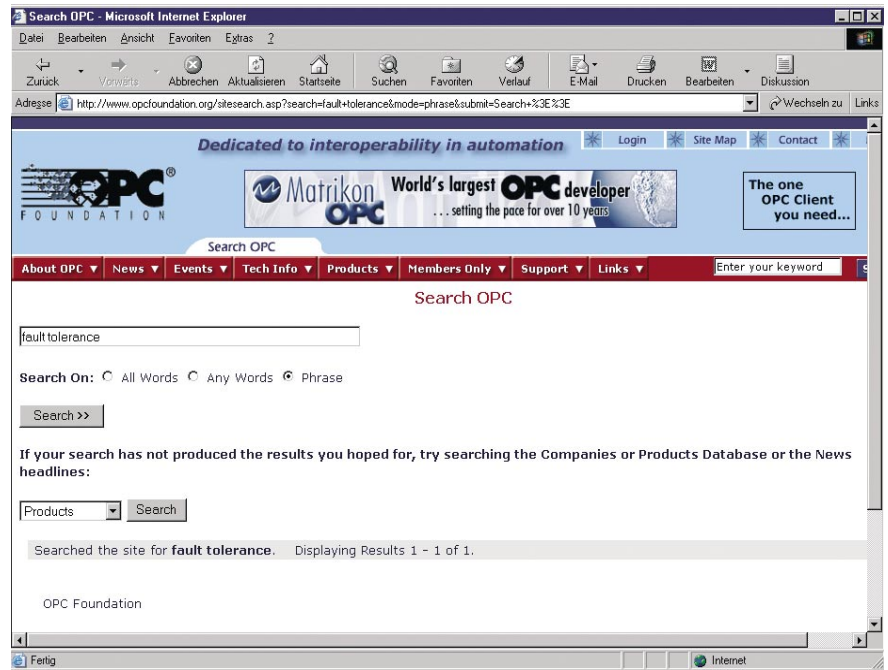 Search OPC - Microsoft Internet Explorer
Datei Bearbeiten Ansicht Favoriten Extras ?
Zurück Vorwärts Abbrechen Aktualisieren Startseite Suchen Favoriten Verlauf E-Mail Drucken Bearbeiten Diskussion
Adresse http://www.opcfoundation.org/sitesearch.asp?search=fault+tolerance&mode=phrase&submit=Search+%3E%3E Wechseln zu Links
Dedicated to interoperability in automation Login Site Map Contact
OPC®
FOUNDATION
Matrikon OPC
World's largest OPC developer
... setting the pace for over 10 years
The one
OPC Client
you need...
Search OPC
About OPC News Events Tech Info Products Members Only Support Links Enter your keyword
Search OPC
fault tolerance
Search On: All Words Any Words Phrase
Search >>
If your search has not produced the results you hoped for, try searching the Companies or Products Database or the News
headlines:
Products Search
Searched the site for fault tolerance. Displaying Results 1 - 1 of 1.
OPC Foundation
Fertig Internet